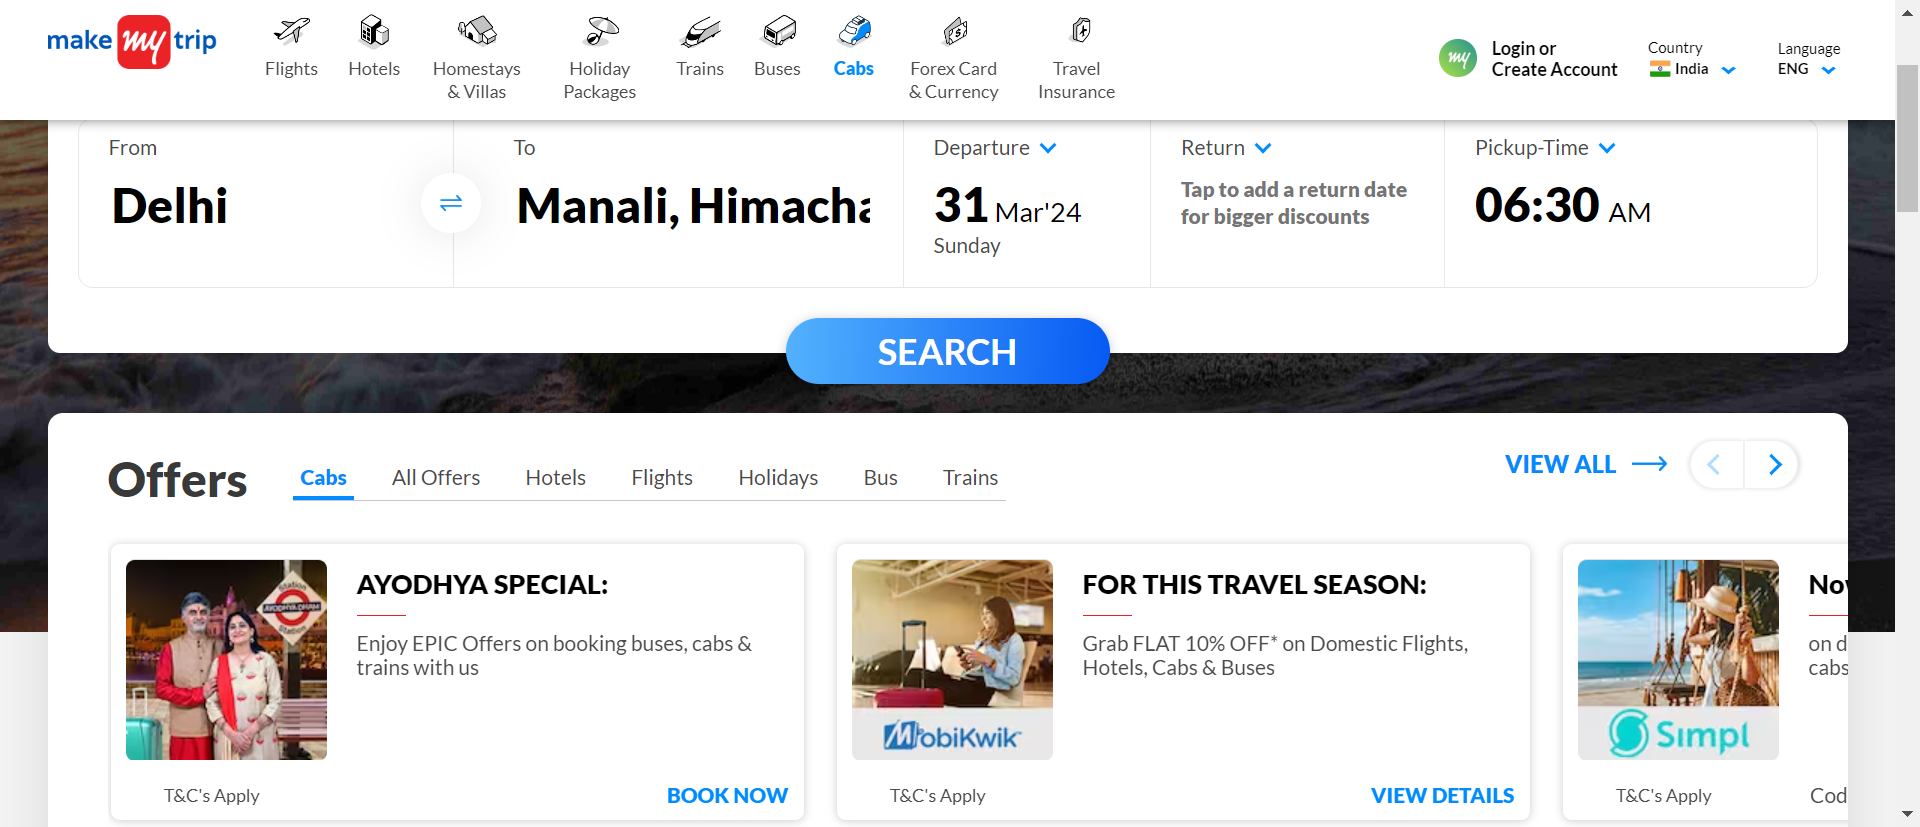 make my trip
Flights
Hotels
Homestays
& Villas
Holiday
Packages
Trains
Buses
Cabs
Forex Card
& Currency
Travel
Insurance
my
Login or
Create Account
Country
India
Language
ENG
From
Delhi
To
Manali, Himacha
Departure
31 Mar'24
Sunday
Return
Tap to add a return date
for bigger discounts
Pickup-Time
06:30 AM
SEARCH
Offers
Cabs
All Offers
Hotels
Flights
Holidays
Bus
Trains
VIEW ALL
Station
AYODHYA DHAM
Station
AYODHYA SPECIAL:
Enjoy EPIC Offers on booking buses, cabs &
trains with us
T&C's Apply
BOOK NOW
MobiKwik
FOR THIS TRAVEL SEASON:
Grab FLAT 10% OFF* on Domestic Flights,
Hotels, Cabs & Buses
T&C's Apply
VIEW DETAILS
Simpl
Nov
on d
cabs
T&C's Apply
Cod